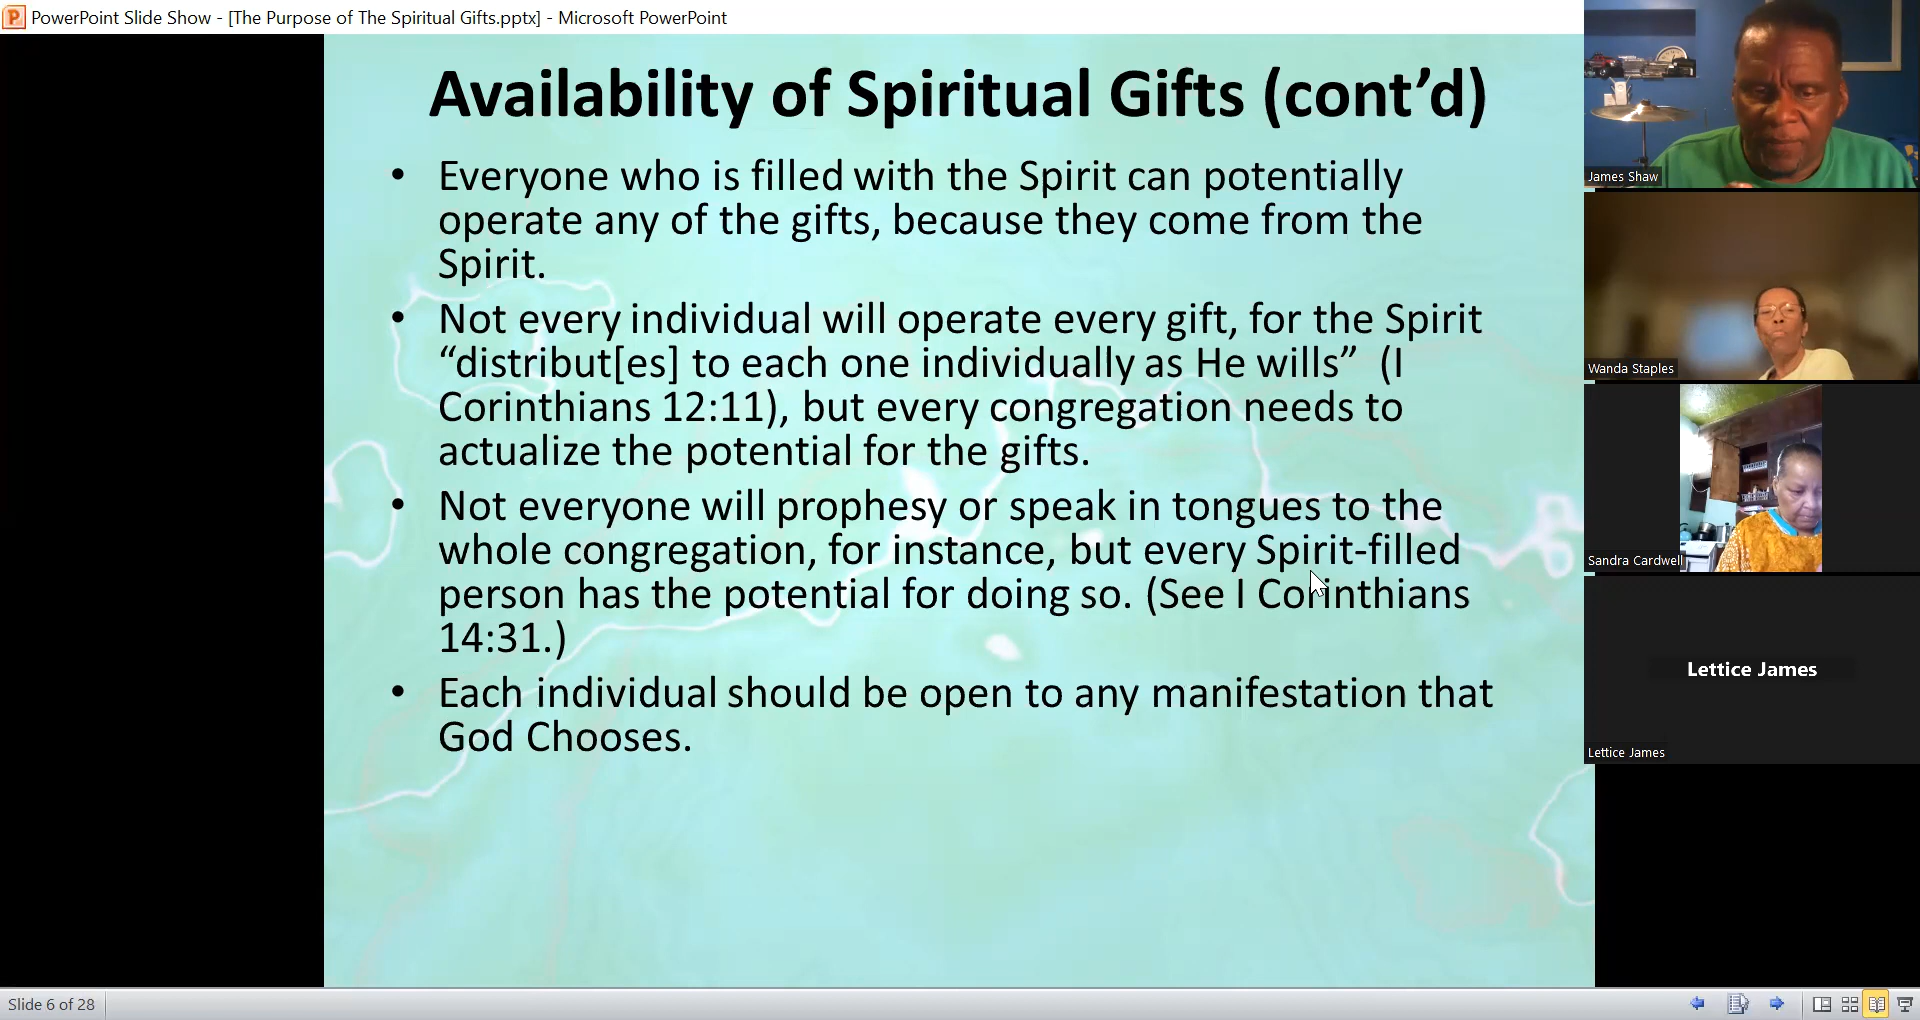 PowerPoint Slide Show - [The Purpose of The Spiritual Gifts.pptx] - Microsoft PowerPoint
Availability of Spiritual Gifts (cont’d)
• Everyone who is filled with the Spirit can potentially
operate any of the gifts, because they come from the
Spirit.
• Not every individual will operate every gift, for the Spirit
“distribut[es] to each one individually as He wills” (I
Corinthians 12:11), but every congregation needs to
actualize the potential for the gifts.
• Not everyone will prophesy or speak in tongues to the
whole congregation, for instance, but every Spirit-filled
person has the potential for doing so. (See I Corinthians
14:31.)
• Each individual should be open to any manifestation that
God Chooses.
James Shaw
Wanda Staples
Sandra Cardwell
Lettice James
Lettice James
Slide 6 of 28